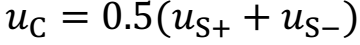 u_C = 0.5(u_S+ + u_S−)